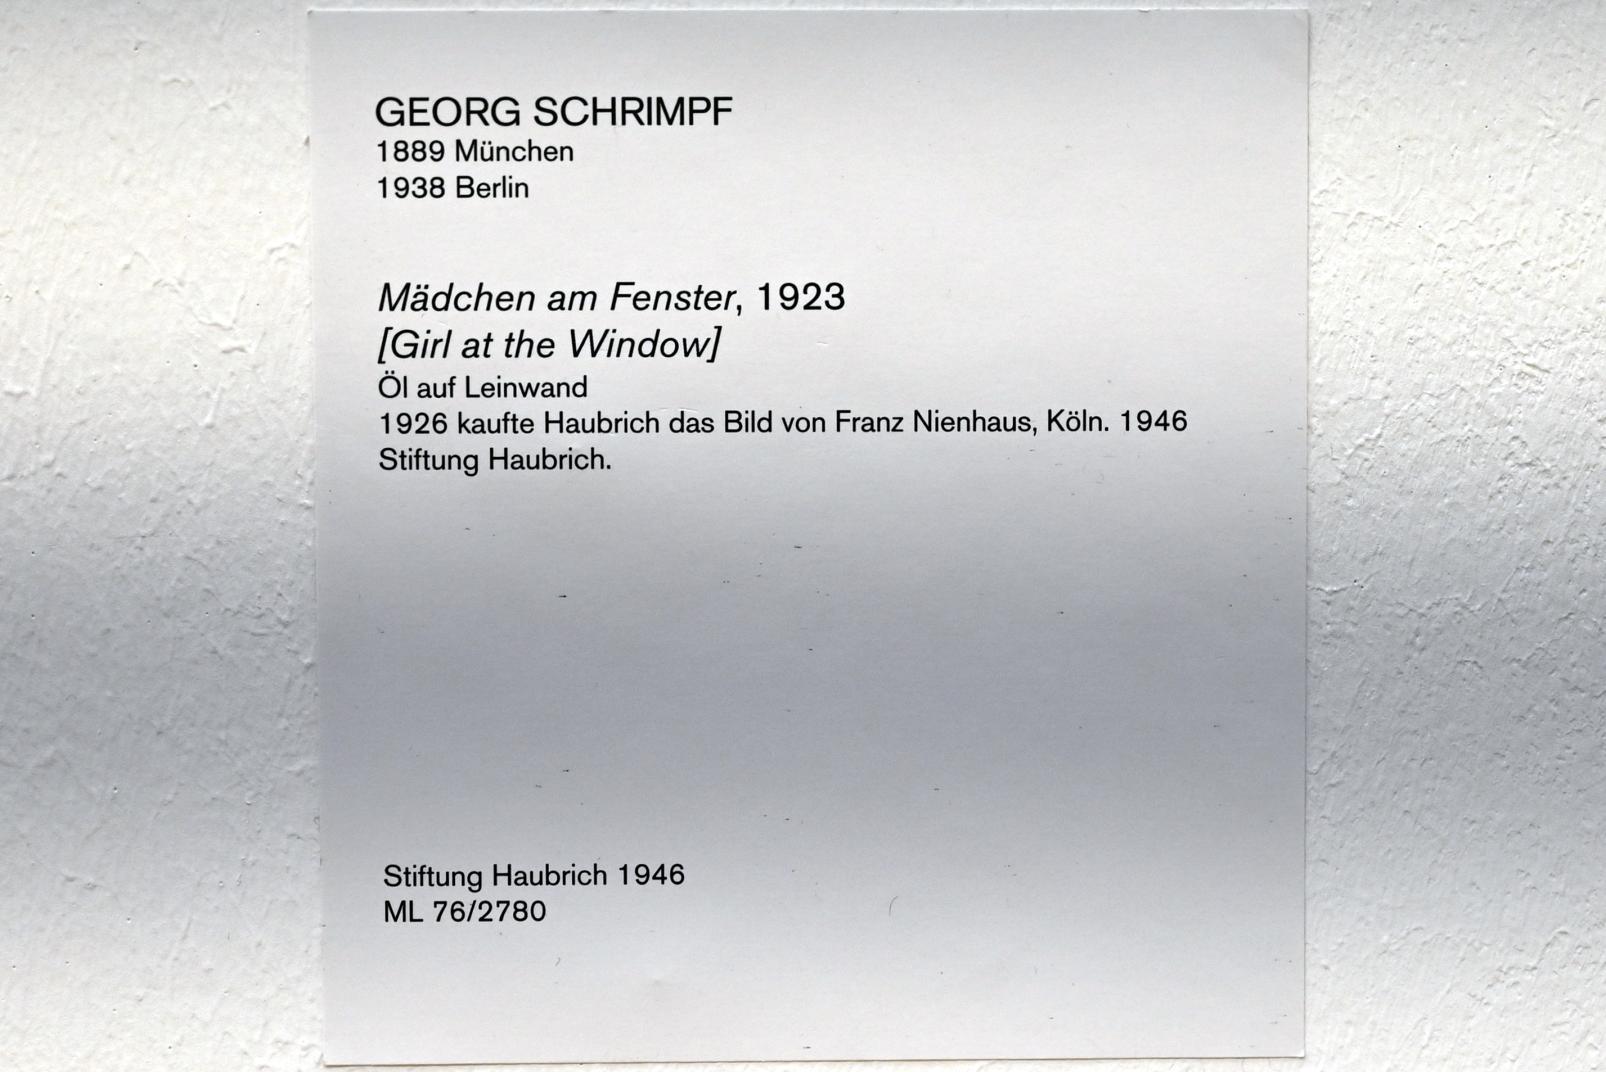 GEORG SCHRIMPF
1889 München
1938 Berlin
Mädchen am Fenster, 1923
[Girl at the Window]
Öl auf Leinwand
1926 kaufte Haubrich das Bild von Franz Nienhaus, Köln. 1946
Stiftung Haubrich.
Stiftung Haubrich 1946
ML 76/2780